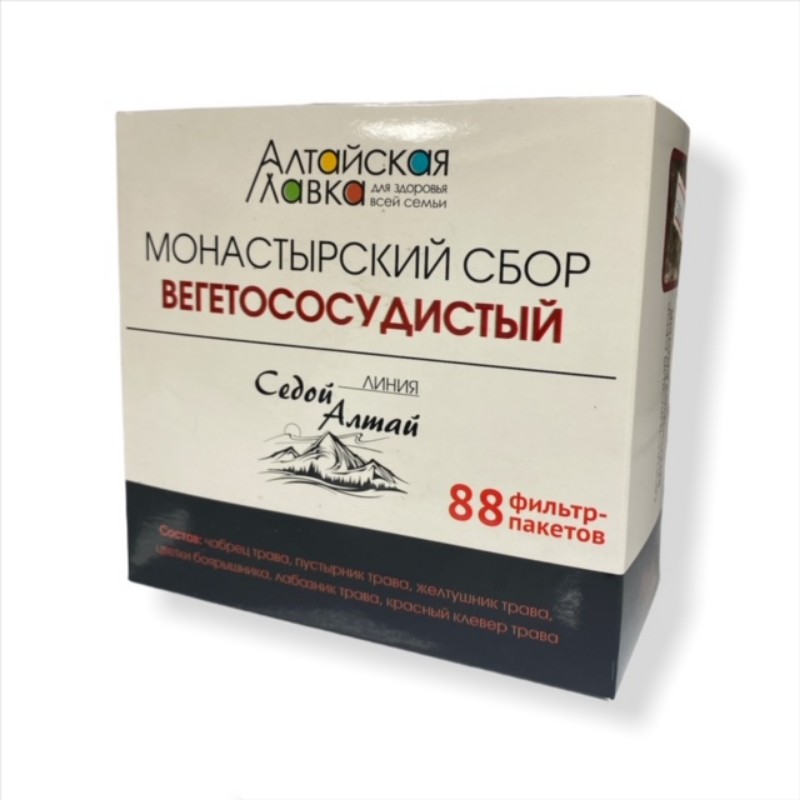 Алтайская
Лавка
для здоровья
всей семьи
МОНАСТЫРСКИЙ СБОР
ВЕГЕТОСОСУДИСТЫЙ
ЛИНИЯ
Седой
Алтай
88 фильтр-
пакетов
Состав: чабрец трава, пустырник трава, желтушник трава,
цветки боярышника, лабазник трава, красный клевер трава